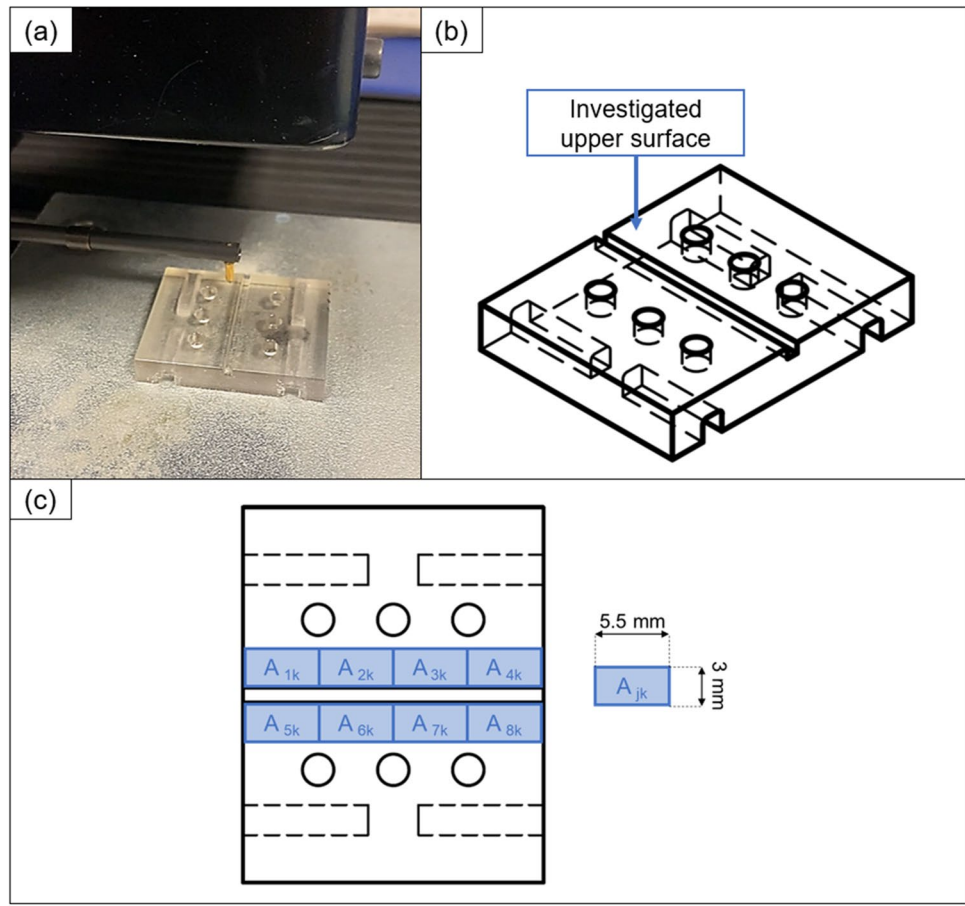 (a)
(b)
Investigated
upper surface
(c)
A 1k A 2k A 3k A 4k
A 5k A 6k A 7k A 8k
5.5 mm
A jk
3 mm